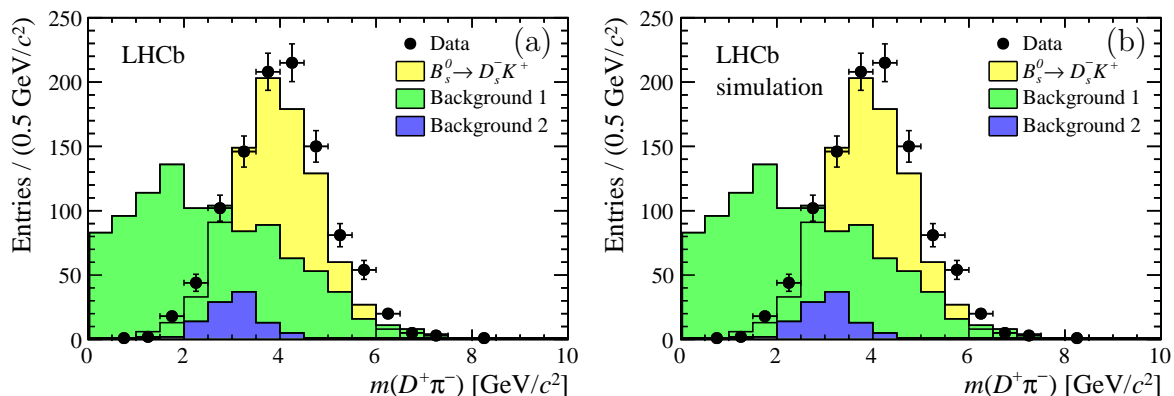 Entries / (0.5 GeV/c²)
250
200
150
100
50
0
LHCb
(a)
Data
B⁰ₛ → D⁻ₛ K⁺
Background 1
Background 2
0 2 4 6 8 10
m(D⁺π⁻) [GeV/c²]
Entries / (0.5 GeV/c²)
250
200
150
100
50
0
LHCb
simulation
(b)
Data
B⁰ₛ → D⁻ₛ K⁺
Background 1
Background 2
0 2 4 6 8 10
m(D⁺π⁻) [GeV/c²]